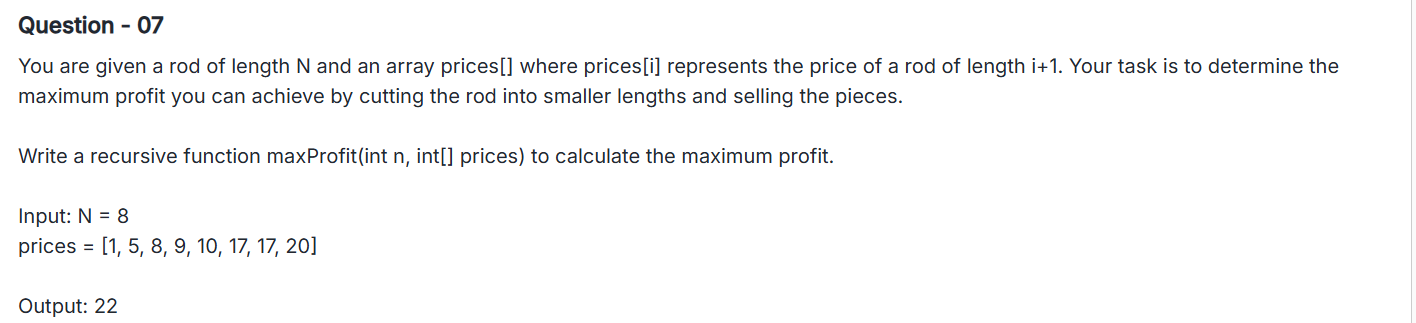 Question - 07
You are given a rod of length N and an array prices[] where prices[i] represents the price of a rod of length i+1. Your task is to determine the
maximum profit you can achieve by cutting the rod into smaller lengths and selling the pieces.
Write a recursive function maxProfit(int n, int[] prices) to calculate the maximum profit.
Input: N = 8
prices = [1, 5, 8, 9, 10, 17, 17, 20]
Output: 22